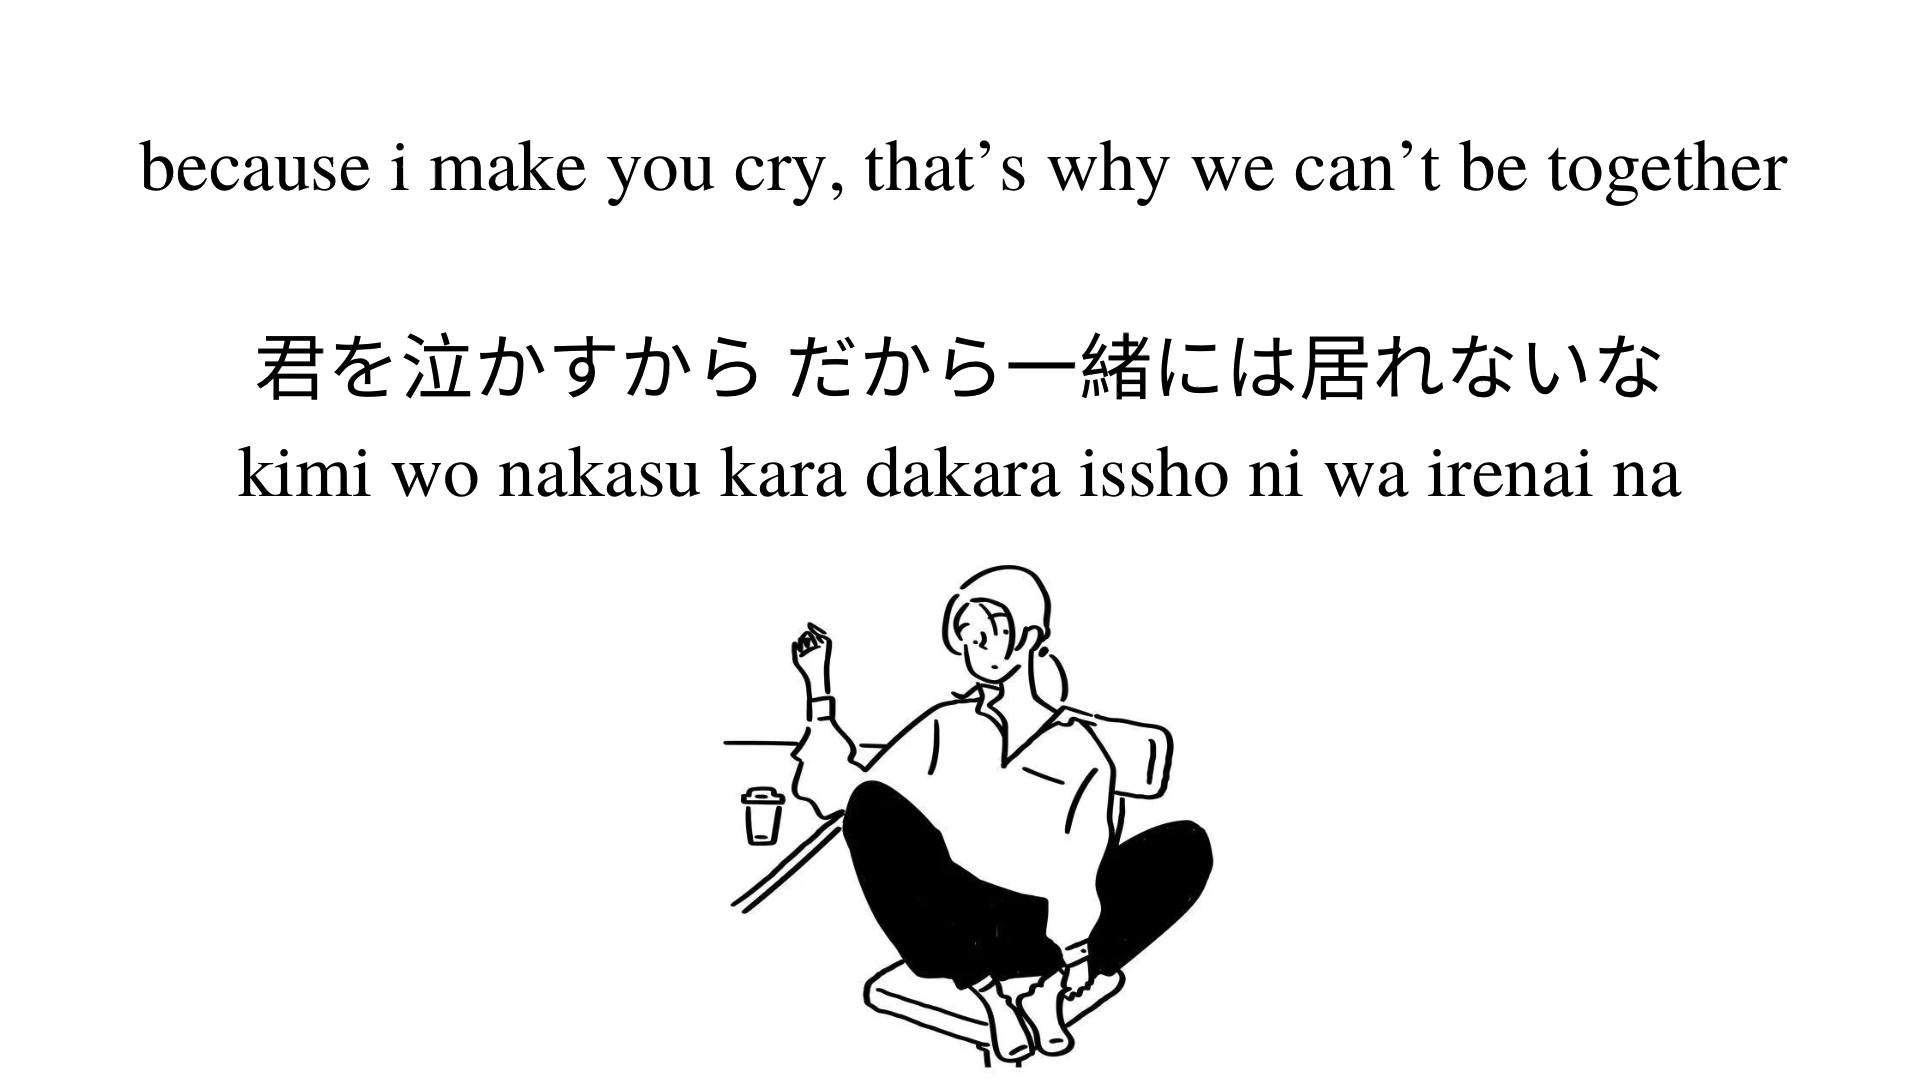 because i make you cry, that’s why we can’t be together
君を泣かすから だから一緒には居れないな
kimi wo nakasu kara dakara issho ni wa irenai na